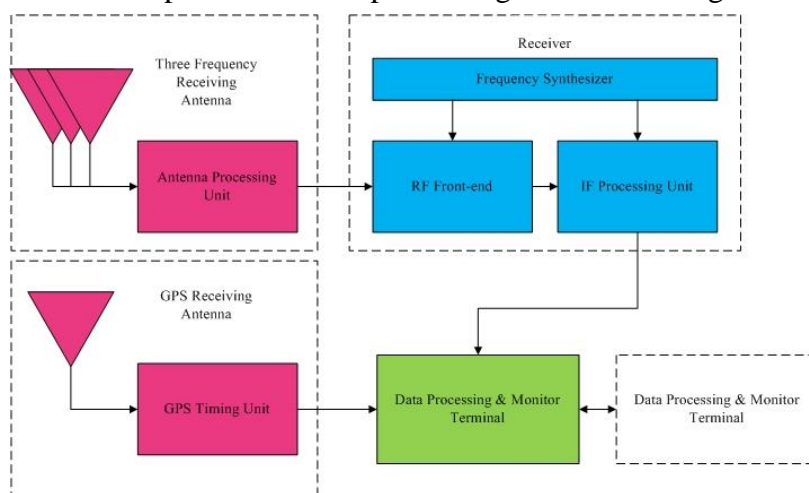 Three Frequency
Receiving
Antenna
Antenna Processing
Unit
Receiver
Frequency Synthesizer
RF Front-end
IF Processing Unit
GPS Receiving
Antenna
GPS Timing Unit
Data Processing & Monitor
Terminal
Data Processing & Monitor
Terminal